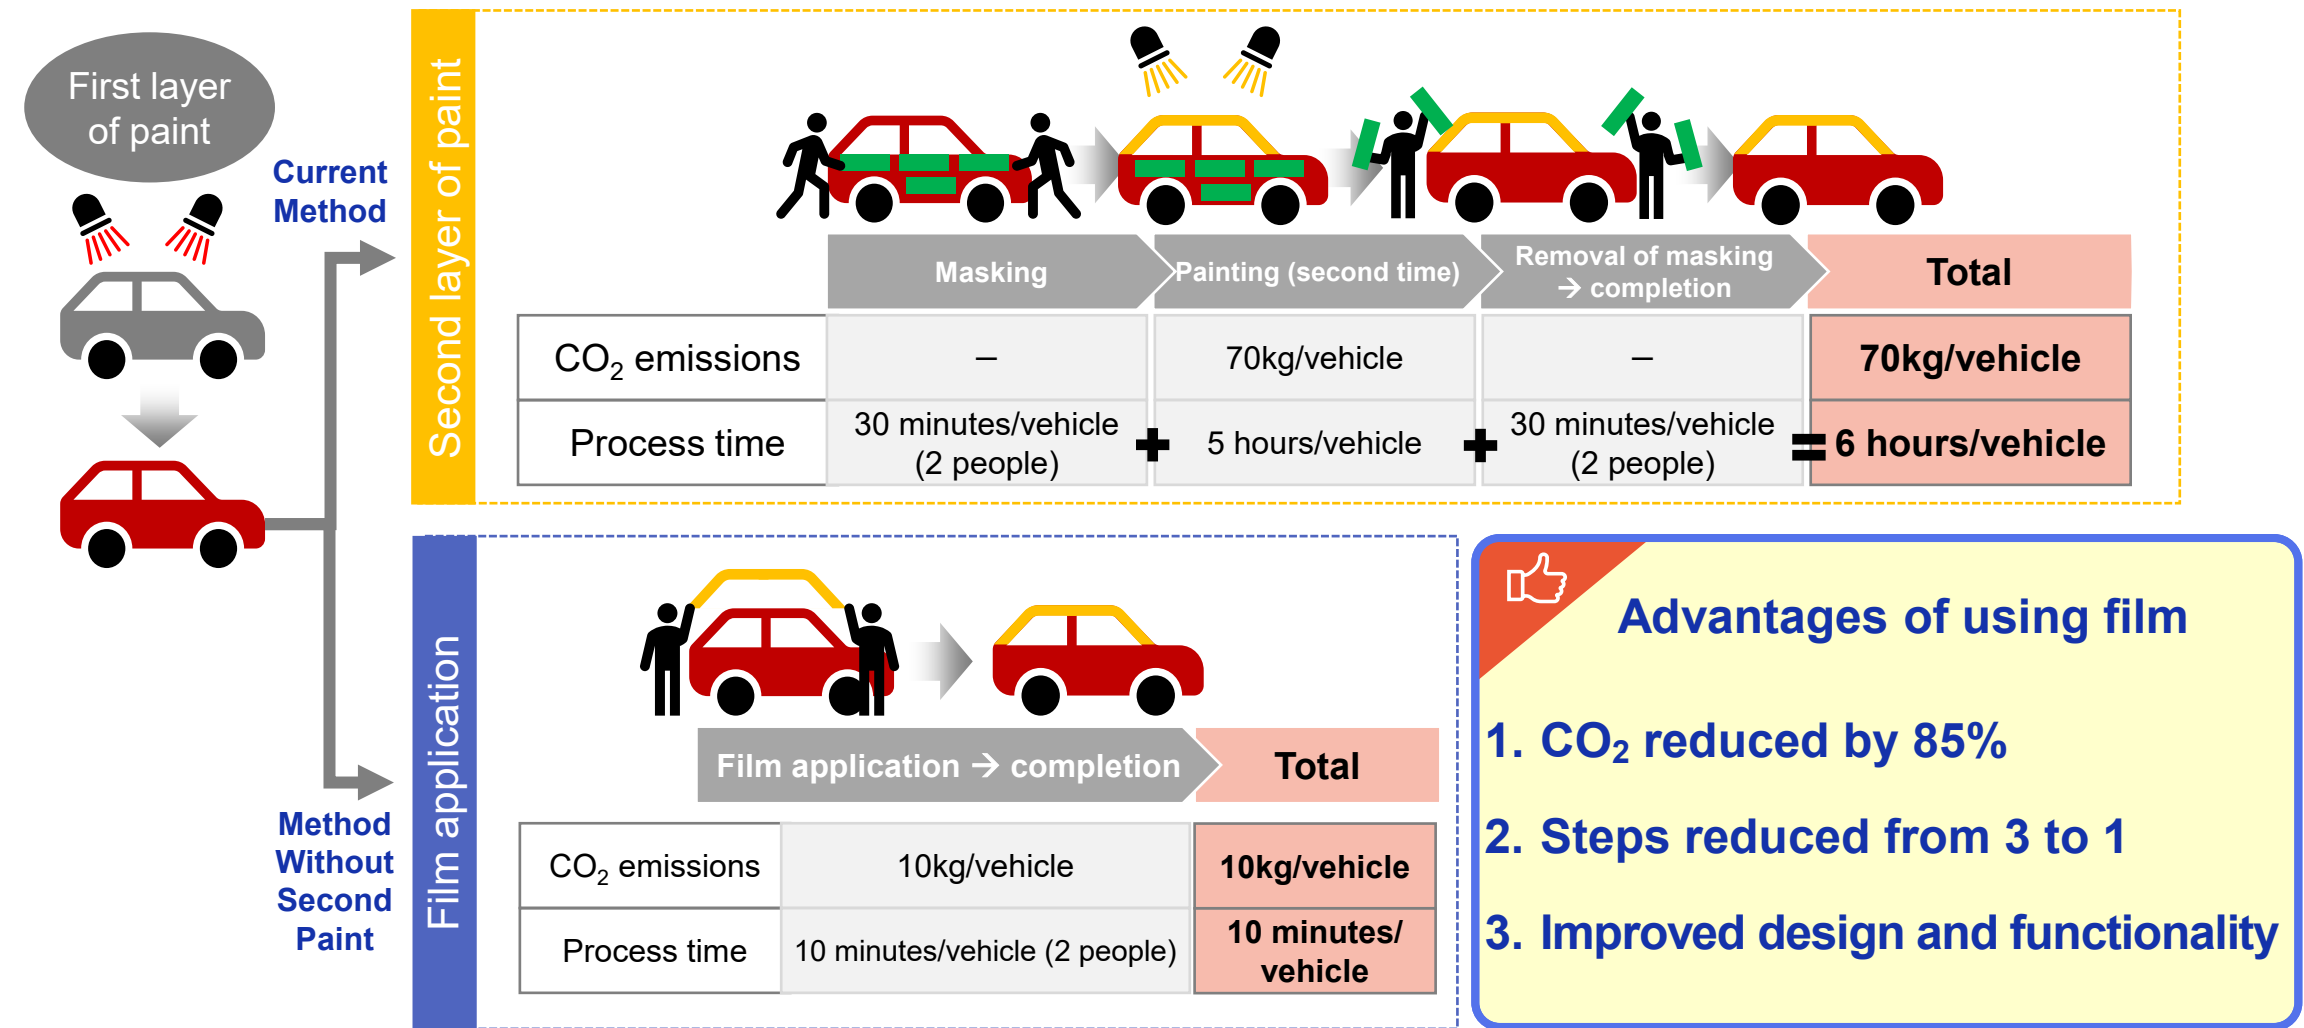 First layer
of paint
Current
Method
Second layer of paint
Masking
Painting (second time)
Removal of masking
→ completion
Total
CO₂ emissions
–
70kg/vehicle
–
70kg/vehicle
Process time
30 minutes/vehicle
(2 people)
+
5 hours/vehicle
+
30 minutes/vehicle
(2 people)
=
6 hours/vehicle
Method
Without
Second
Paint
Film application
Film application → completion
Total
CO₂ emissions
10kg/vehicle
10kg/vehicle
Process time
10 minutes/vehicle (2 people)
10 minutes/
vehicle
Advantages of using film
1. CO₂ reduced by 85%
2. Steps reduced from 3 to 1
3. Improved design and functionality